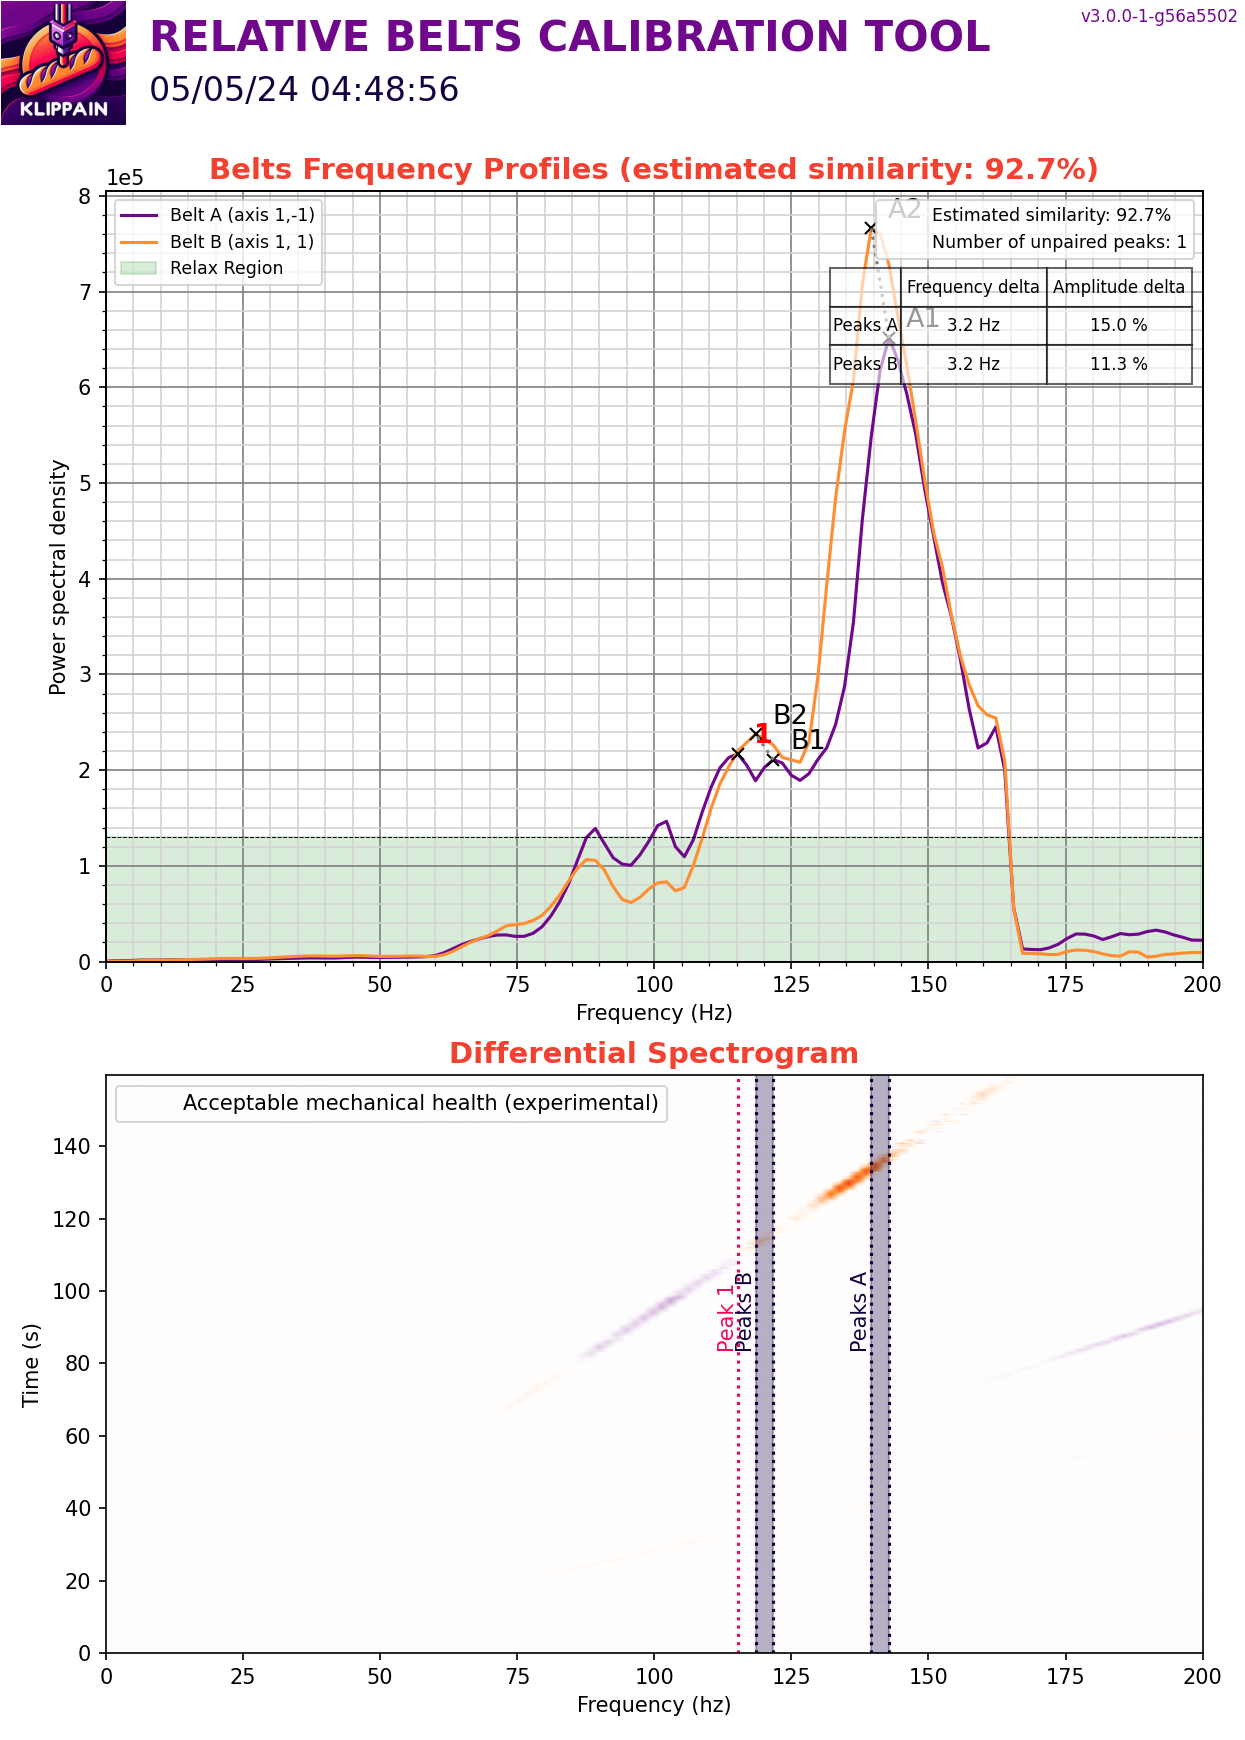 KLIPPAIN
RELATIVE BELTS CALIBRATION TOOL
v3.0.0-1-g56a5502
05/05/24 04:48:56
Belts Frequency Profiles (estimated similarity: 92.7%)
1e5
Belt A (axis 1,-1)
Belt B (axis 1, 1)
Relax Region
A2
Estimated similarity: 92.7%
Number of unpaired peaks: 1
Frequency delta Amplitude delta
Peaks A 3.2 Hz 15.0 %
Peaks B 3.2 Hz 11.3 %
A1
B2
1
B1
8
7
6
5
4
3
2
1
0
Power spectral density
0 25 50 75 100 125 150 175 200
Frequency (Hz)
Differential Spectrogram
Acceptable mechanical health (experimental)
Peak 1
Peaks B
Peaks A
140
120
100
80
60
40
20
0
Time (s)
0 25 50 75 100 125 150 175 200
Frequency (hz)